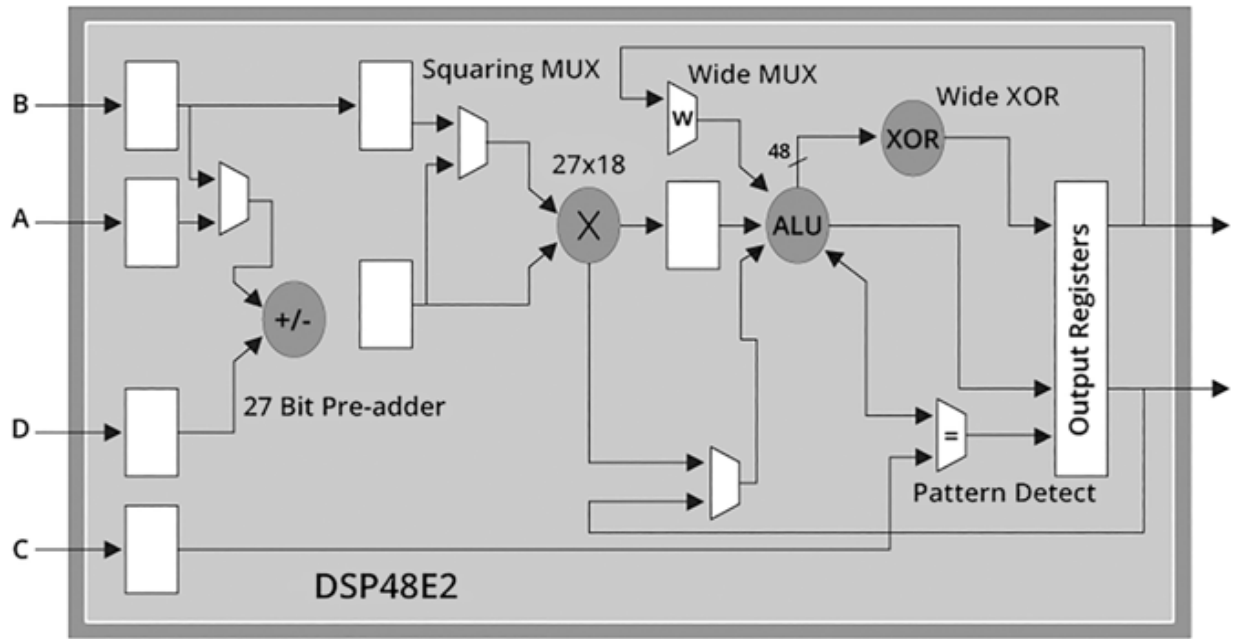 Squaring MUX
Wide MUX
Wide XOR
B
W
48
XOR
27x18
A
X
ALU
+/-
27 Bit Pre-adder
Output Registers
D
=
Pattern Detect
C
DSP48E2